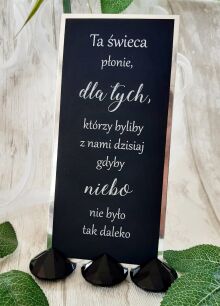 Ta świeca
płonie,
dla tych,
którzy byliby
z nami dzisiaj
gdyby
niebo
nie było
tak daleko